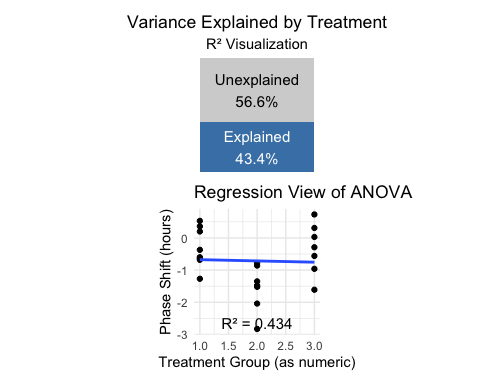 Variance Explained by Treatment
R² Visualization
Unexplained
56.6%
Explained
43.4%
Regression View of ANOVA
Phase Shift (hours)
0
-1
-2
-3
R² = 0.434
1.0 1.5 2.0 2.5 3.0
Treatment Group (as numeric)